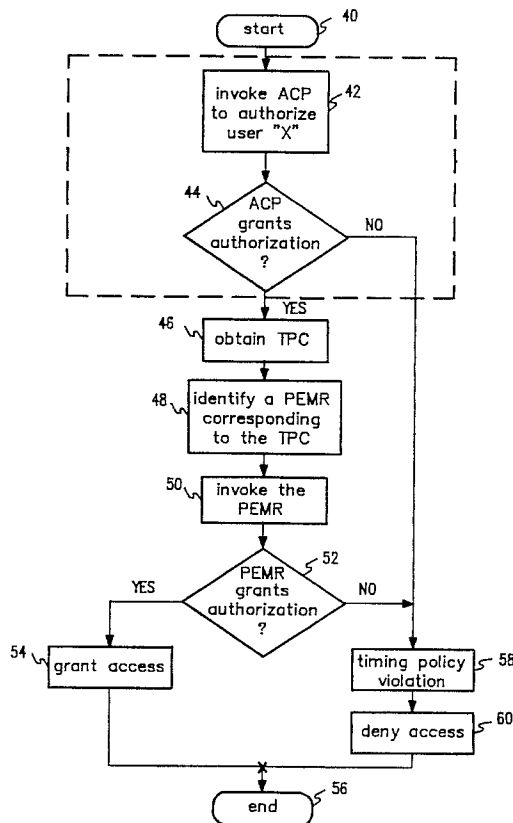 start
40
invoke ACP
to authorize
user "X"
42
44
ACP
grants
authorization
?
NO
YES
46
obtain TPC
48
identify a PEMR
corresponding
to the TPC
50
invoke the
PEMR
52
PEMR
grants
authorization
?
YES
NO
54
grant access
timing policy
violation
58
deny access
60
end
56